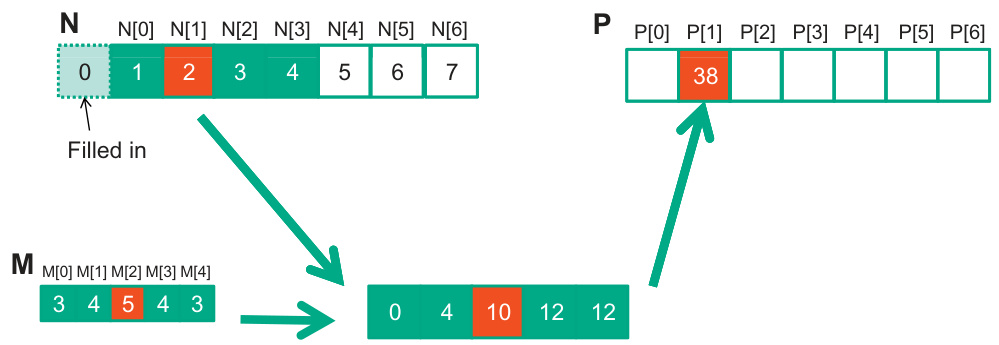 N
N[0] N[1] N[2] N[3] N[4] N[5] N[6]
0 1 2 3 4 5 6 7
Filled in
P
P[0] P[1] P[2] P[3] P[4] P[5] P[6]
38
M
M[0] M[1] M[2] M[3] M[4]
3 4 5 4 3
0 4 10 12 12